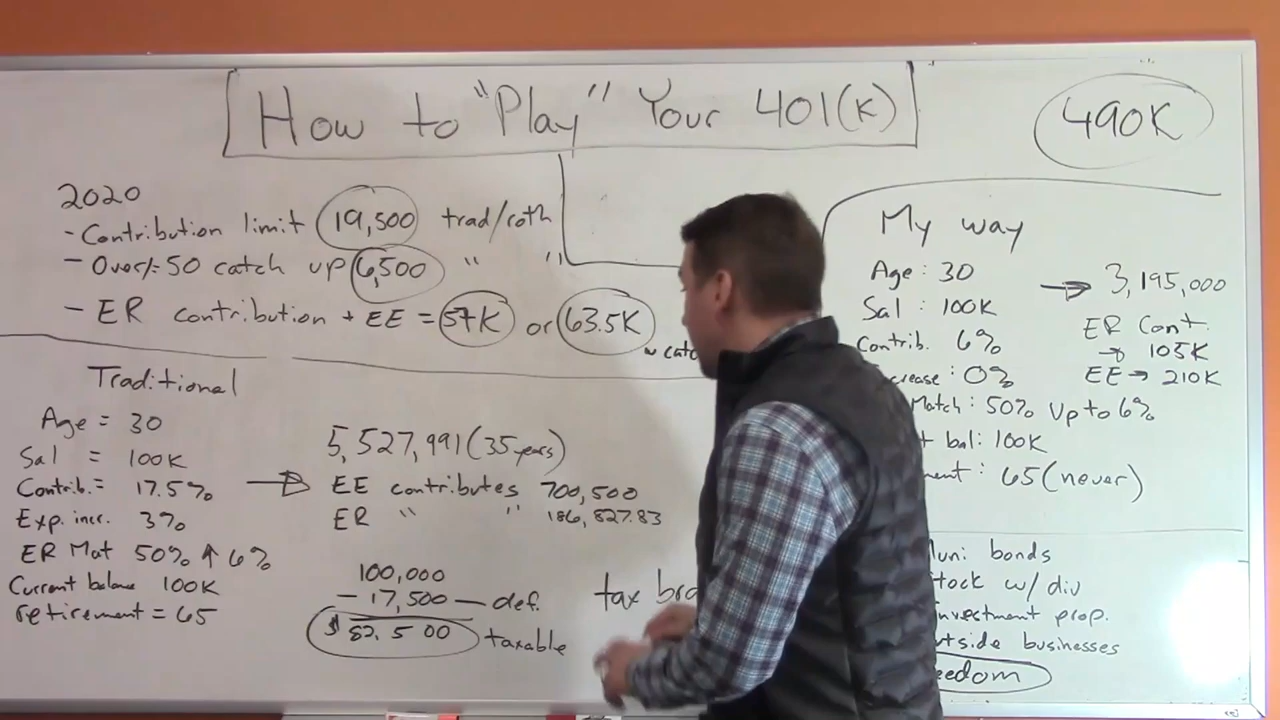 How to "Play" Your 401(k)
490K
2020
- Contribution limit 19,500 trad/roth
- Over/= 50 catch up 6,500 " "
- ER contribution + EE = 57K or 63.5K
w catc
Traditional
Age = 30
Sal = 100K
Contrib. = 17.5%
Exp. incr. 3%
ER Mat 50% ↑ 6%
Current balance 100K
retirement = 65
→ 5,527,991 (35 years)
EE contributes 700,500
ER " " 186,827.83
100,000
- 17,500 — def.
$82,500 taxable
tax bra
My way
Age : 30
Sal : 100K
Contrib. 6%
crease : 0%
Match : 50% Up to 6%
t bal : 100K
ment : 65 (never)
→ 3,195,000
ER Cont.
→ 105K
EE → 210K
Muni bonds
stock w/ div
investment prop.
tside businesses
eedom